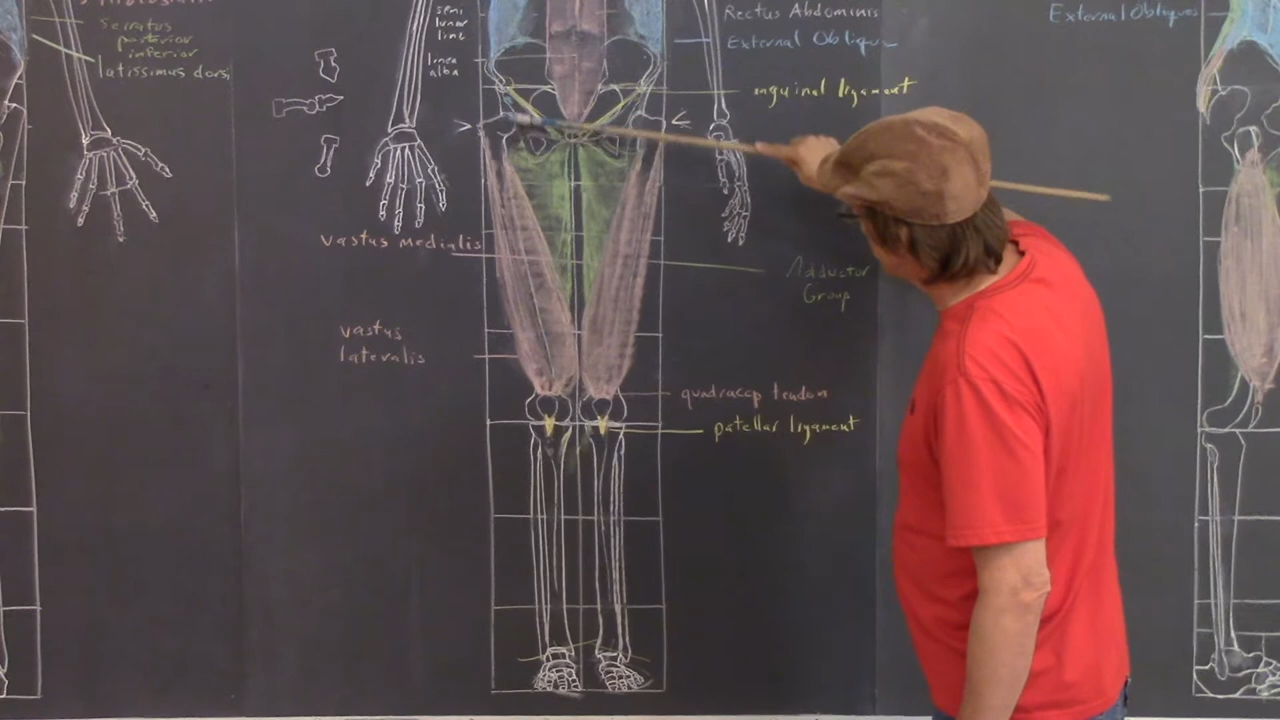 Serratus
posterior
inferior
latissimus dorsi
semi
lunar
line
linea
alba
Rectus Abdominis
External Oblique
inguinal ligament
External Obliques
>
<
vastus medialis
Adductor
Group
vastus
lateralis
quadracep tendon
patellar ligament